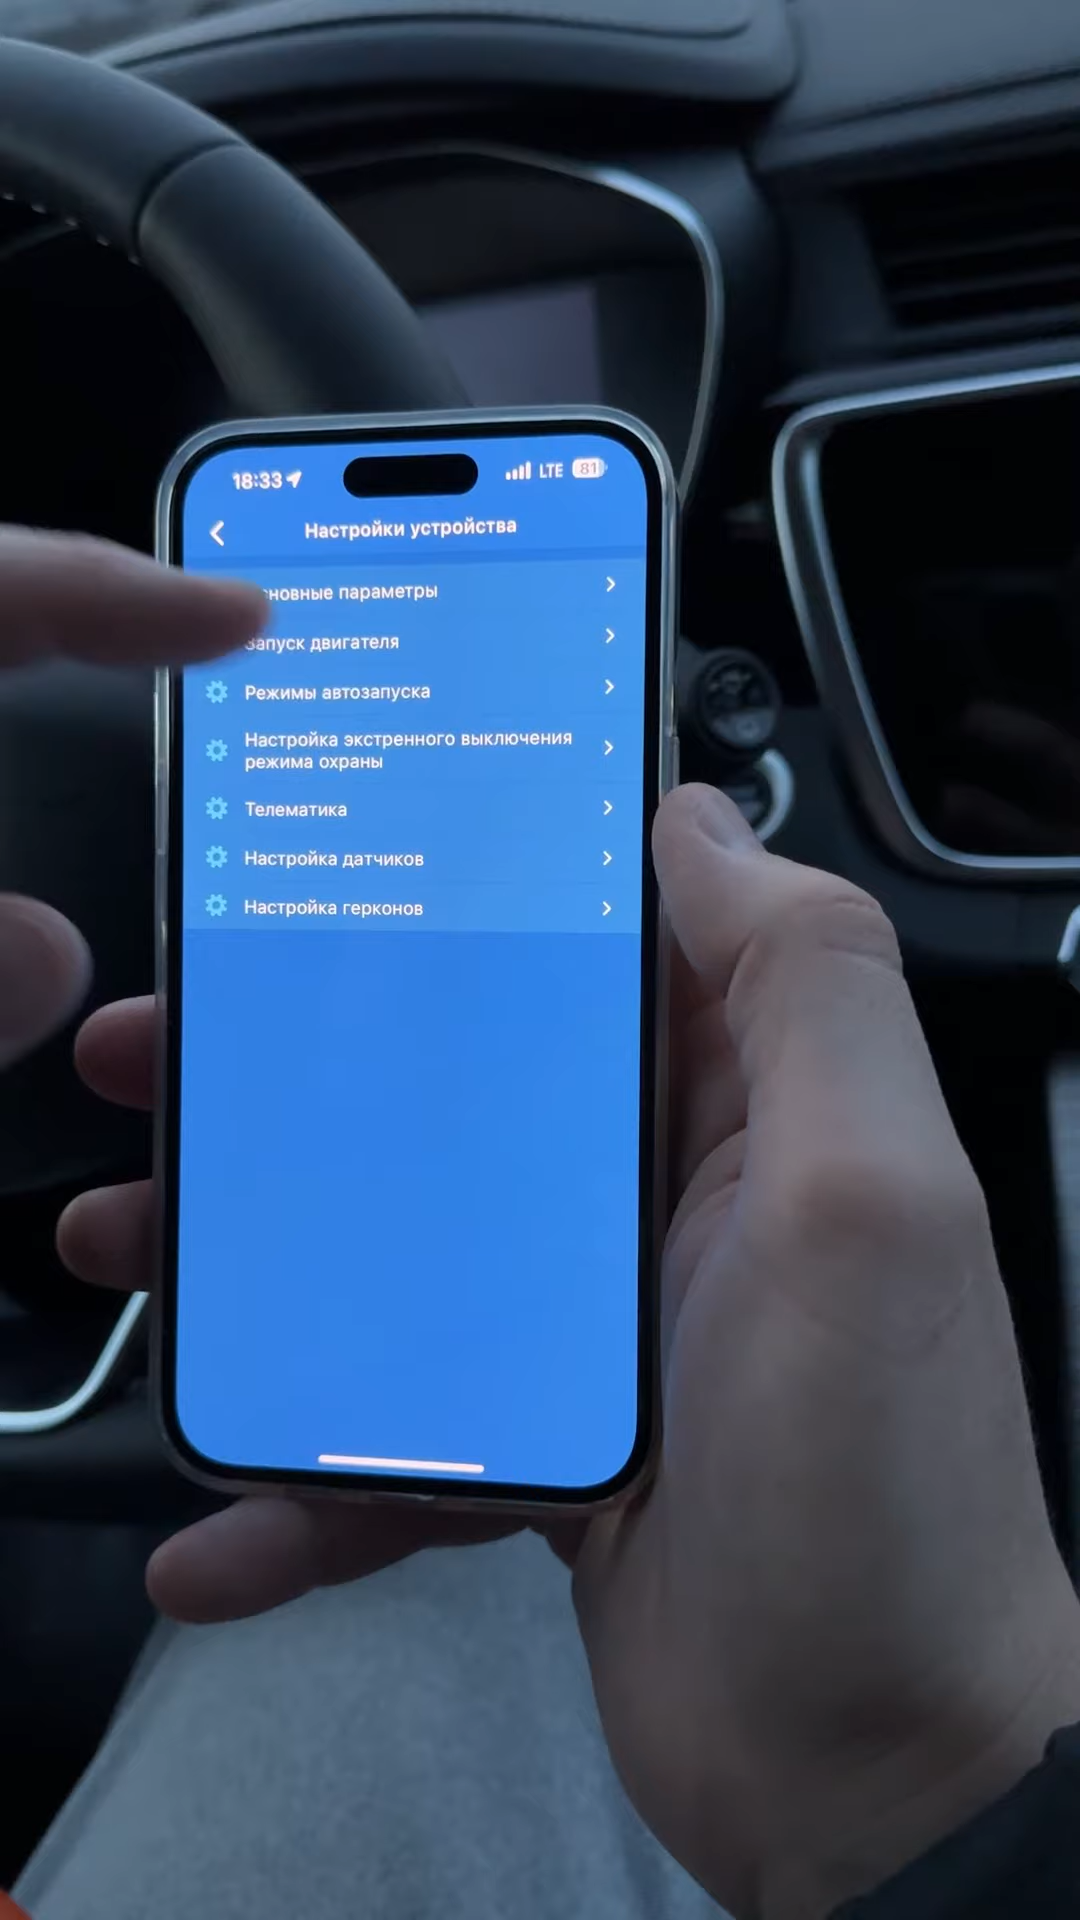 18:33
LTE 81
Настройки устройства
новные параметры
Запуск двигателя
Режимы автозапуска
Настройка экстренного выключения
режима охраны
Телематика
Настройка датчиков
Настройка герконов